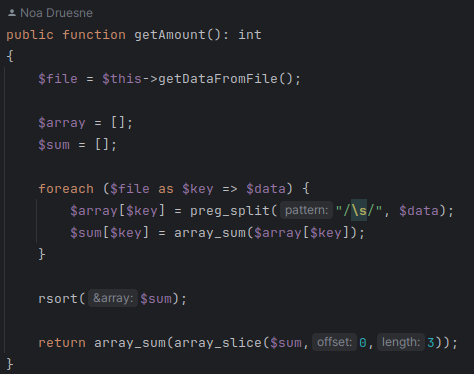 Noa Druesne
public function getAmount(): int
{
    $file = $this->getDataFromFile();
    $array = [];
    $sum = [];
    foreach ($file as $key => $data) {
        $array[$key] = preg_split( pattern: "/\s/", $data);
        $sum[$key] = array_sum($array[$key]);
    }
    rsort( &array: $sum);
    return array_sum(array_slice($sum, offset: 0, length: 3));
}